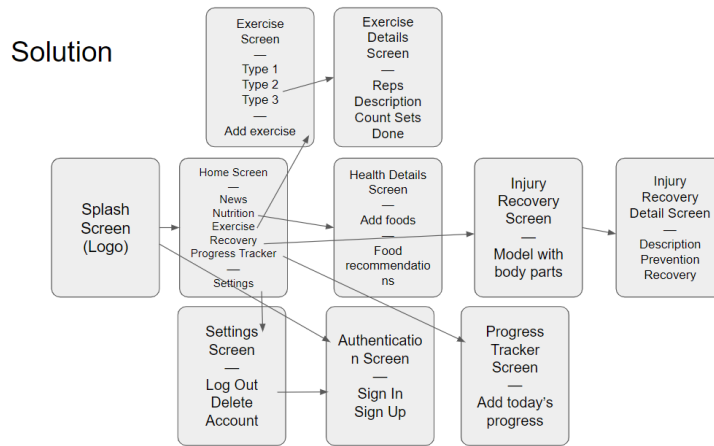 Solution
Exercise
Screen
—
Type 1
Type 2
Type 3
—
Add exercise
Exercise
Details
Screen
—
Reps
Description
Count Sets
Done
Splash
Screen
(Logo)
Home Screen
—
News
Nutrition
Exercise
Recovery
Progress Tracker
—
Settings
Health Details
Screen
—
Add foods
—
Food
recommendatio
ns
Injury
Recovery
Screen
—
Model with
body parts
Injury
Recovery
Detail Screen
—
Description
Prevention
Recovery
Settings
Screen
—
Log Out
Delete
Account
Authenticatio
n Screen
—
Sign In
Sign Up
Progress
Tracker
Screen
—
Add today's
progress